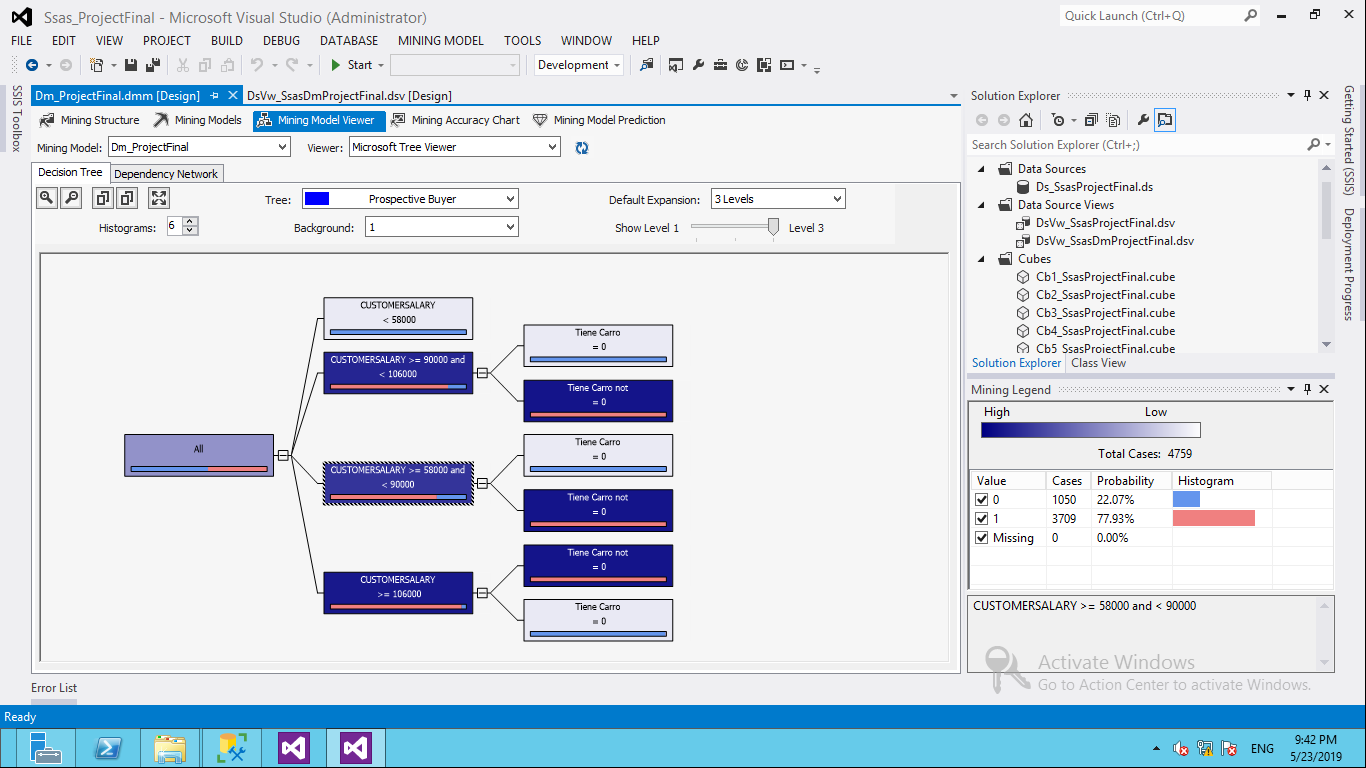 Ssas_ProjectFinal - Microsoft Visual Studio (Administrator)
Quick Launch (Ctrl+Q)
FILE EDIT VIEW PROJECT BUILD DEBUG DATABASE MINING MODEL TOOLS WINDOW HELP
Start Development
SSIS Toolbox
Dm_ProjectFinal.dmm [Design] DsVw_SsasDmProjectFinal.dsv [Design]
Mining Structure Mining Models Mining Model Viewer Mining Accuracy Chart Mining Model Prediction
Mining Model: Dm_ProjectFinal Viewer: Microsoft Tree Viewer
Decision Tree Dependency Network
Tree: Prospective Buyer Default Expansion: 3 Levels
Histograms: 6 Background: 1 Show Level 1 Level 3
All
CUSTOMERSALARY
< 58000
CUSTOMERSALARY >= 90000 and
< 106000
CUSTOMERSALARY >= 58000 and
< 90000
CUSTOMERSALARY
>= 106000
Tiene Carro
= 0
Tiene Carro not
= 0
Tiene Carro
= 0
Tiene Carro not
= 0
Tiene Carro not
= 0
Tiene Carro
= 0
Solution Explorer
Search Solution Explorer (Ctrl+;)
Data Sources
Ds_SsasProjectFinal.ds
Data Source Views
DsVw_SsasProjectFinal.dsv
DsVw_SsasDmProjectFinal.dsv
Cubes
Cb1_SsasProjectFinal.cube
Cb2_SsasProjectFinal.cube
Cb3_SsasProjectFinal.cube
Cb4_SsasProjectFinal.cube
Cb5_SsasProjectFinal.cube
Solution Explorer Class View
Mining Legend
High Low
Total Cases: 4759
Value Cases Probability Histogram
0 1050 22.07%
1 3709 77.93%
Missing 0 0.00%
CUSTOMERSALARY >= 58000 and < 90000
Activate Windows
Go to Action Center to activate Windows.
Getting Started (SSIS)
Deployment Progress
Error List
Ready
ENG
9:42 PM
5/23/2019